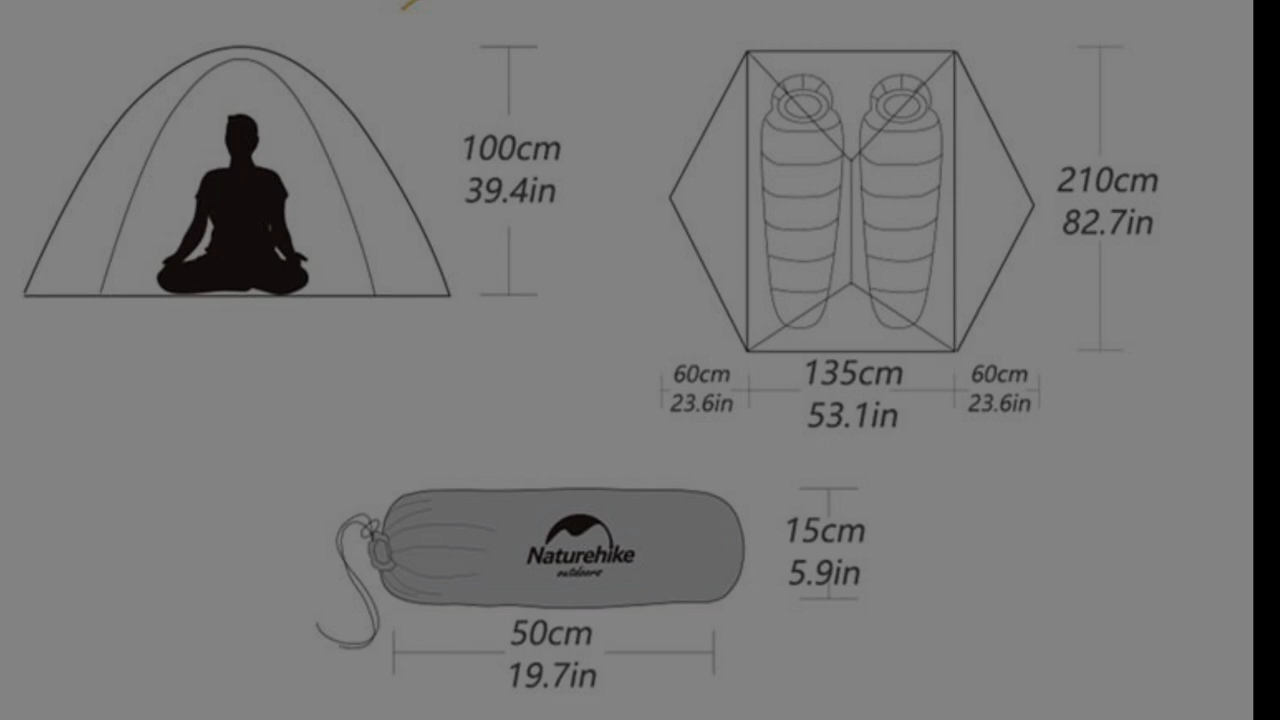 100cm
39.4in
210cm
82.7in
60cm
23.6in
135cm
53.1in
60cm
23.6in
Naturehike
outdoors
15cm
5.9in
50cm
19.7in